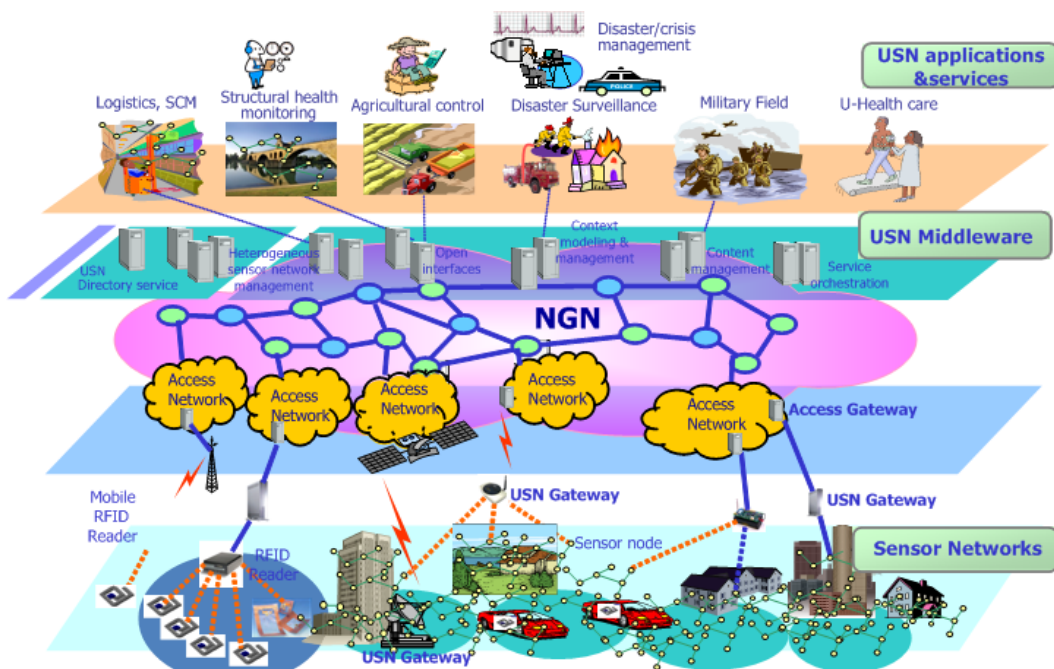 Disaster/crisis
management
USN applications
&services
Logistics, SCM
Structural health
monitoring
Agricultural control
Disaster Surveillance
Military Field
U-Health care
POLICE
USN Middleware
USN
Directory service
Heterogeneous
sensor network
management
Open
interfaces
Context
modeling &
management
Content
management
Service
orchestration
NGN
Access
Network
Access
Network
Access
Network
Access
Network
Access
Network
Access Gateway
Mobile
RFID
Reader
RFID
Reader
USN Gateway
USN Gateway
Sensor node
Sensor Networks
USN Gateway